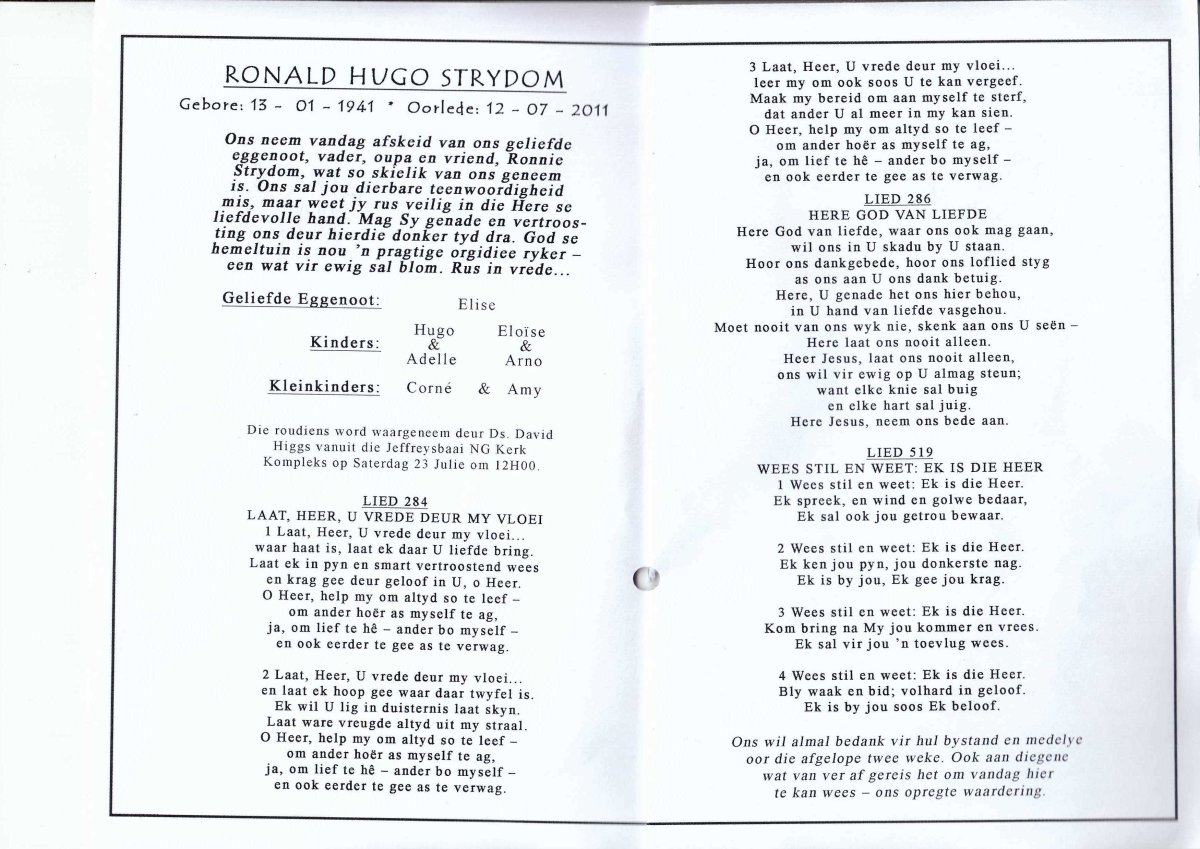 RONALD HUGO STRYDOM
Gebore: 13 - 01 - 1941 * Oorlede: 12 - 07 - 2011
Ons neem vandag afskeid van ons geliefde
eggenoot, vader, oupa en vriend, Ronnie
Strydom, wat so skielik van ons geneem
is. Ons sal jou dierbare teenwoordigheid
mis, maar weet jy rus veilig in die Here se
liefdevolle hand. Mag Sy genade en vertroos-
ting ons deur hierdie donker tyd dra. God se
hemeltuin is nou 'n pragtige orgidiee ryker –
een wat vir ewig sal blom. Rus in vrede...
Geliefde Eggenoot: Elise
Kinders: Hugo & Adelle Eloïse & Arno
Kleinkinders: Corné & Amy
Die roudiens word waargeneem deur Ds. David
Higgs vanuit die Jeffreysbaai NG Kerk
Kompleks op Saterdag 23 Julie om 12H00.
LIED 284
LAAT, HEER, U VREDE DEUR MY VLOEI
1 Laat, Heer, U vrede deur my vloei...
waar haat is, laat ek daar U liefde bring.
Laat ek in pyn en smart vertroostend wees
en krag gee deur geloof in U, o Heer.
O Heer, help my om altyd so te leef –
om ander hoër as myself te ag,
ja, om lief te hê – ander bo myself –
en ook eerder te gee as te verwag.
2 Laat, Heer, U vrede deur my vloei...
en laat ek hoop gee waar daar twyfel is.
Ek wil U lig in duisternis laat skyn.
Laat ware vreugde altyd uit my straal.
O Heer, help my om altyd so te leef –
om ander hoër as myself te ag,
ja, om lief te hê – ander bo myself –
en ook eerder te gee as te verwag.
3 Laat, Heer, U vrede deur my vloei...
leer my om ook soos U te kan vergeef.
Maak my bereid om aan myself te sterf,
dat ander U al meer in my kan sien.
O Heer, help my om altyd so te leef –
om ander hoër as myself te ag,
ja, om lief te hê – ander bo myself –
en ook eerder te gee as te verwag.
LIED 286
HERE GOD VAN LIEFDE
Here God van liefde, waar ons ook mag gaan,
wil ons in U skadu by U staan.
Hoor ons dankgebede, hoor ons loflied styg
as ons aan U ons dank betuig.
Here, U genade het ons hier behou,
in U hand van liefde vasgehou.
Moet nooit van ons wyk nie, skenk aan ons U seën –
Here laat ons nooit alleen.
Heer Jesus, laat ons nooit alleen,
ons wil vir ewig op U almag steun;
want elke knie sal buig
en elke hart sal juig.
Here Jesus, neem ons bede aan.
LIED 519
WEES STIL EN WEET: EK IS DIE HEER
1 Wees stil en weet: Ek is die Heer.
Ek spreek, en wind en golwe bedaar,
Ek sal ook jou getrou bewaar.
2 Wees stil en weet: Ek is die Heer.
Ek ken jou pyn, jou donkerste nag.
Ek is by jou, Ek gee jou krag.
3 Wees stil en weet: Ek is die Heer.
Kom bring na My jou kommer en vrees.
Ek sal vir jou 'n toevlug wees.
4 Wees stil en weet: Ek is die Heer.
Bly waak en bid; volhard in geloof.
Ek is by jou soos Ek beloof.
Ons wil almal bedank vir hul bystand en medelye
oor die afgelope twee weke. Ook aan diegene
wat van ver af gereis het om vandag hier
te kan wees – ons opregte waardering.